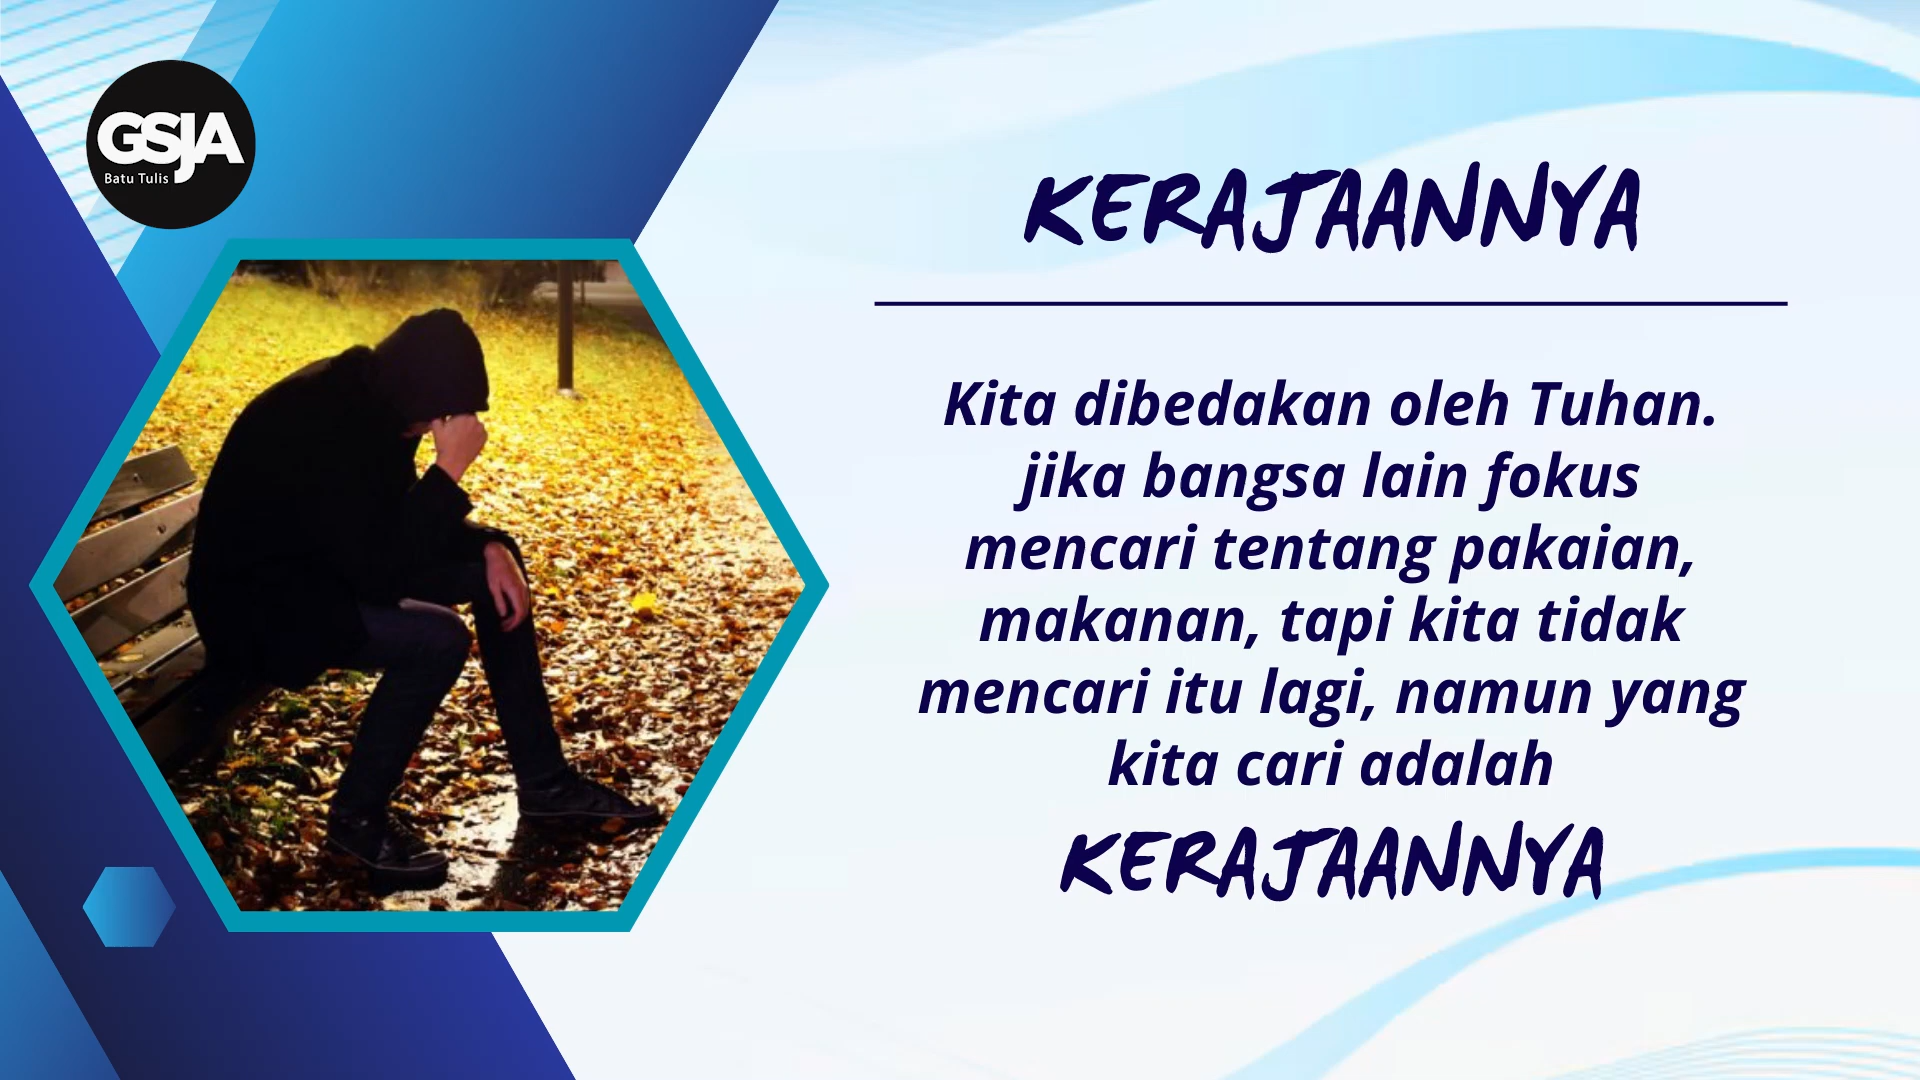 GSJA
Batu Tulis
KERAJAANNYA
Kita dibedakan oleh Tuhan.
jika bangsa lain fokus
mencari tentang pakaian,
makanan, tapi kita tidak
mencari itu lagi, namun yang
kita cari adalah
KERAJAANNYA